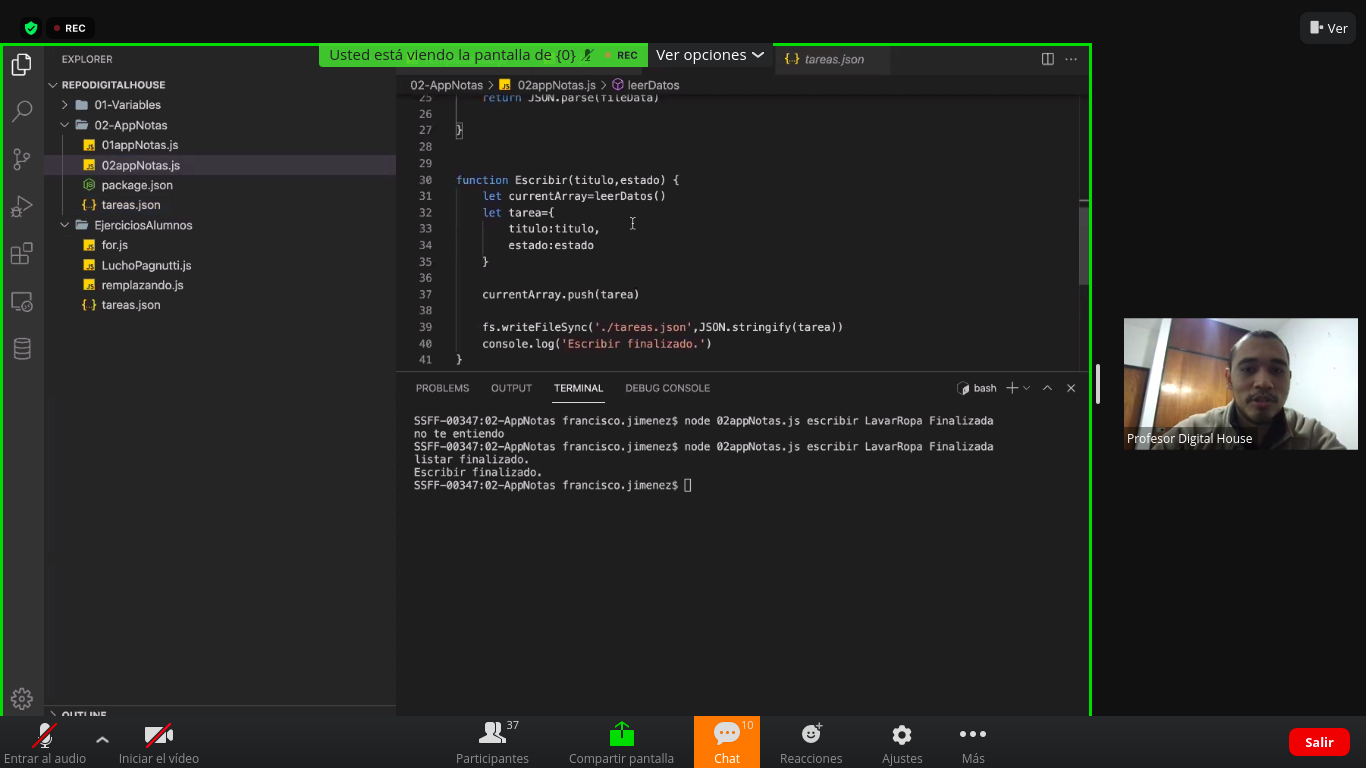 REC
Ver
Usted está viendo la pantalla de {0} REC Ver opciones
EXPLORER
REPODIGITALHOUSE
01-Variables
02-AppNotas
01appNotas.js
02appNotas.js
package.json
tareas.json
EjerciciosAlumnos
for.js
LuchoPagnutti.js
remplazando.js
tareas.json
OUTLINE
{..} tareas.json
02-AppNotas > 02appNotas.js > leerDatos
25 return JSON.parse(fileData)
26
27 }
28
29
30 function Escribir(titulo,estado) {
31 let currentArray=leerDatos()
32 let tarea={
33 titulo:titulo,
34 estado:estado
35 }
36
37 currentArray.push(tarea)
38
39 fs.writeFileSync('./tareas.json',JSON.stringify(tarea))
40 console.log('Escribir finalizado.')
41 }
PROBLEMS OUTPUT TERMINAL DEBUG CONSOLE bash
SSFF-00347:02-AppNotas francisco.jimenez$ node 02appNotas.js escribir LavarRopa Finalizada
no te entiendo
SSFF-00347:02-AppNotas francisco.jimenez$ node 02appNotas.js escribir LavarRopa Finalizada
listar finalizado.
Escribir finalizado.
SSFF-00347:02-AppNotas francisco.jimenez$
Profesor Digital House
Entrar al audio
Iniciar el vídeo
37
Participantes
Compartir pantalla
10
Chat
Reacciones
Ajustes
Más
Salir